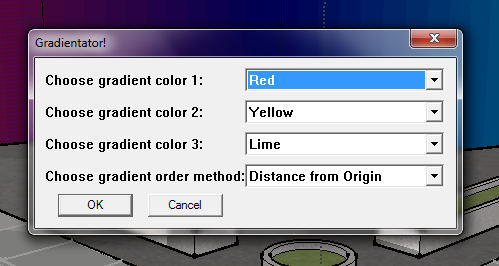 Gradientator!
Choose gradient color 1: Red
Choose gradient color 2: Yellow
Choose gradient color 3: Lime
Choose gradient order method: Distance from Origin
OK Cancel